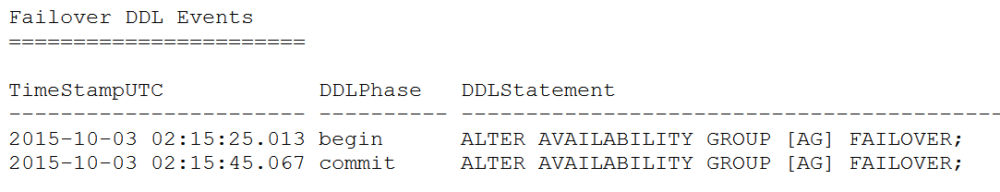 Failover DDL Events
=======================
TimeStampUTC            DDLPhase   DDLStatement
----------------------- ---------- ------------------------------------------
2015-10-03 02:15:25.013 begin      ALTER AVAILABILITY GROUP [AG] FAILOVER;
2015-10-03 02:15:45.067 commit     ALTER AVAILABILITY GROUP [AG] FAILOVER;